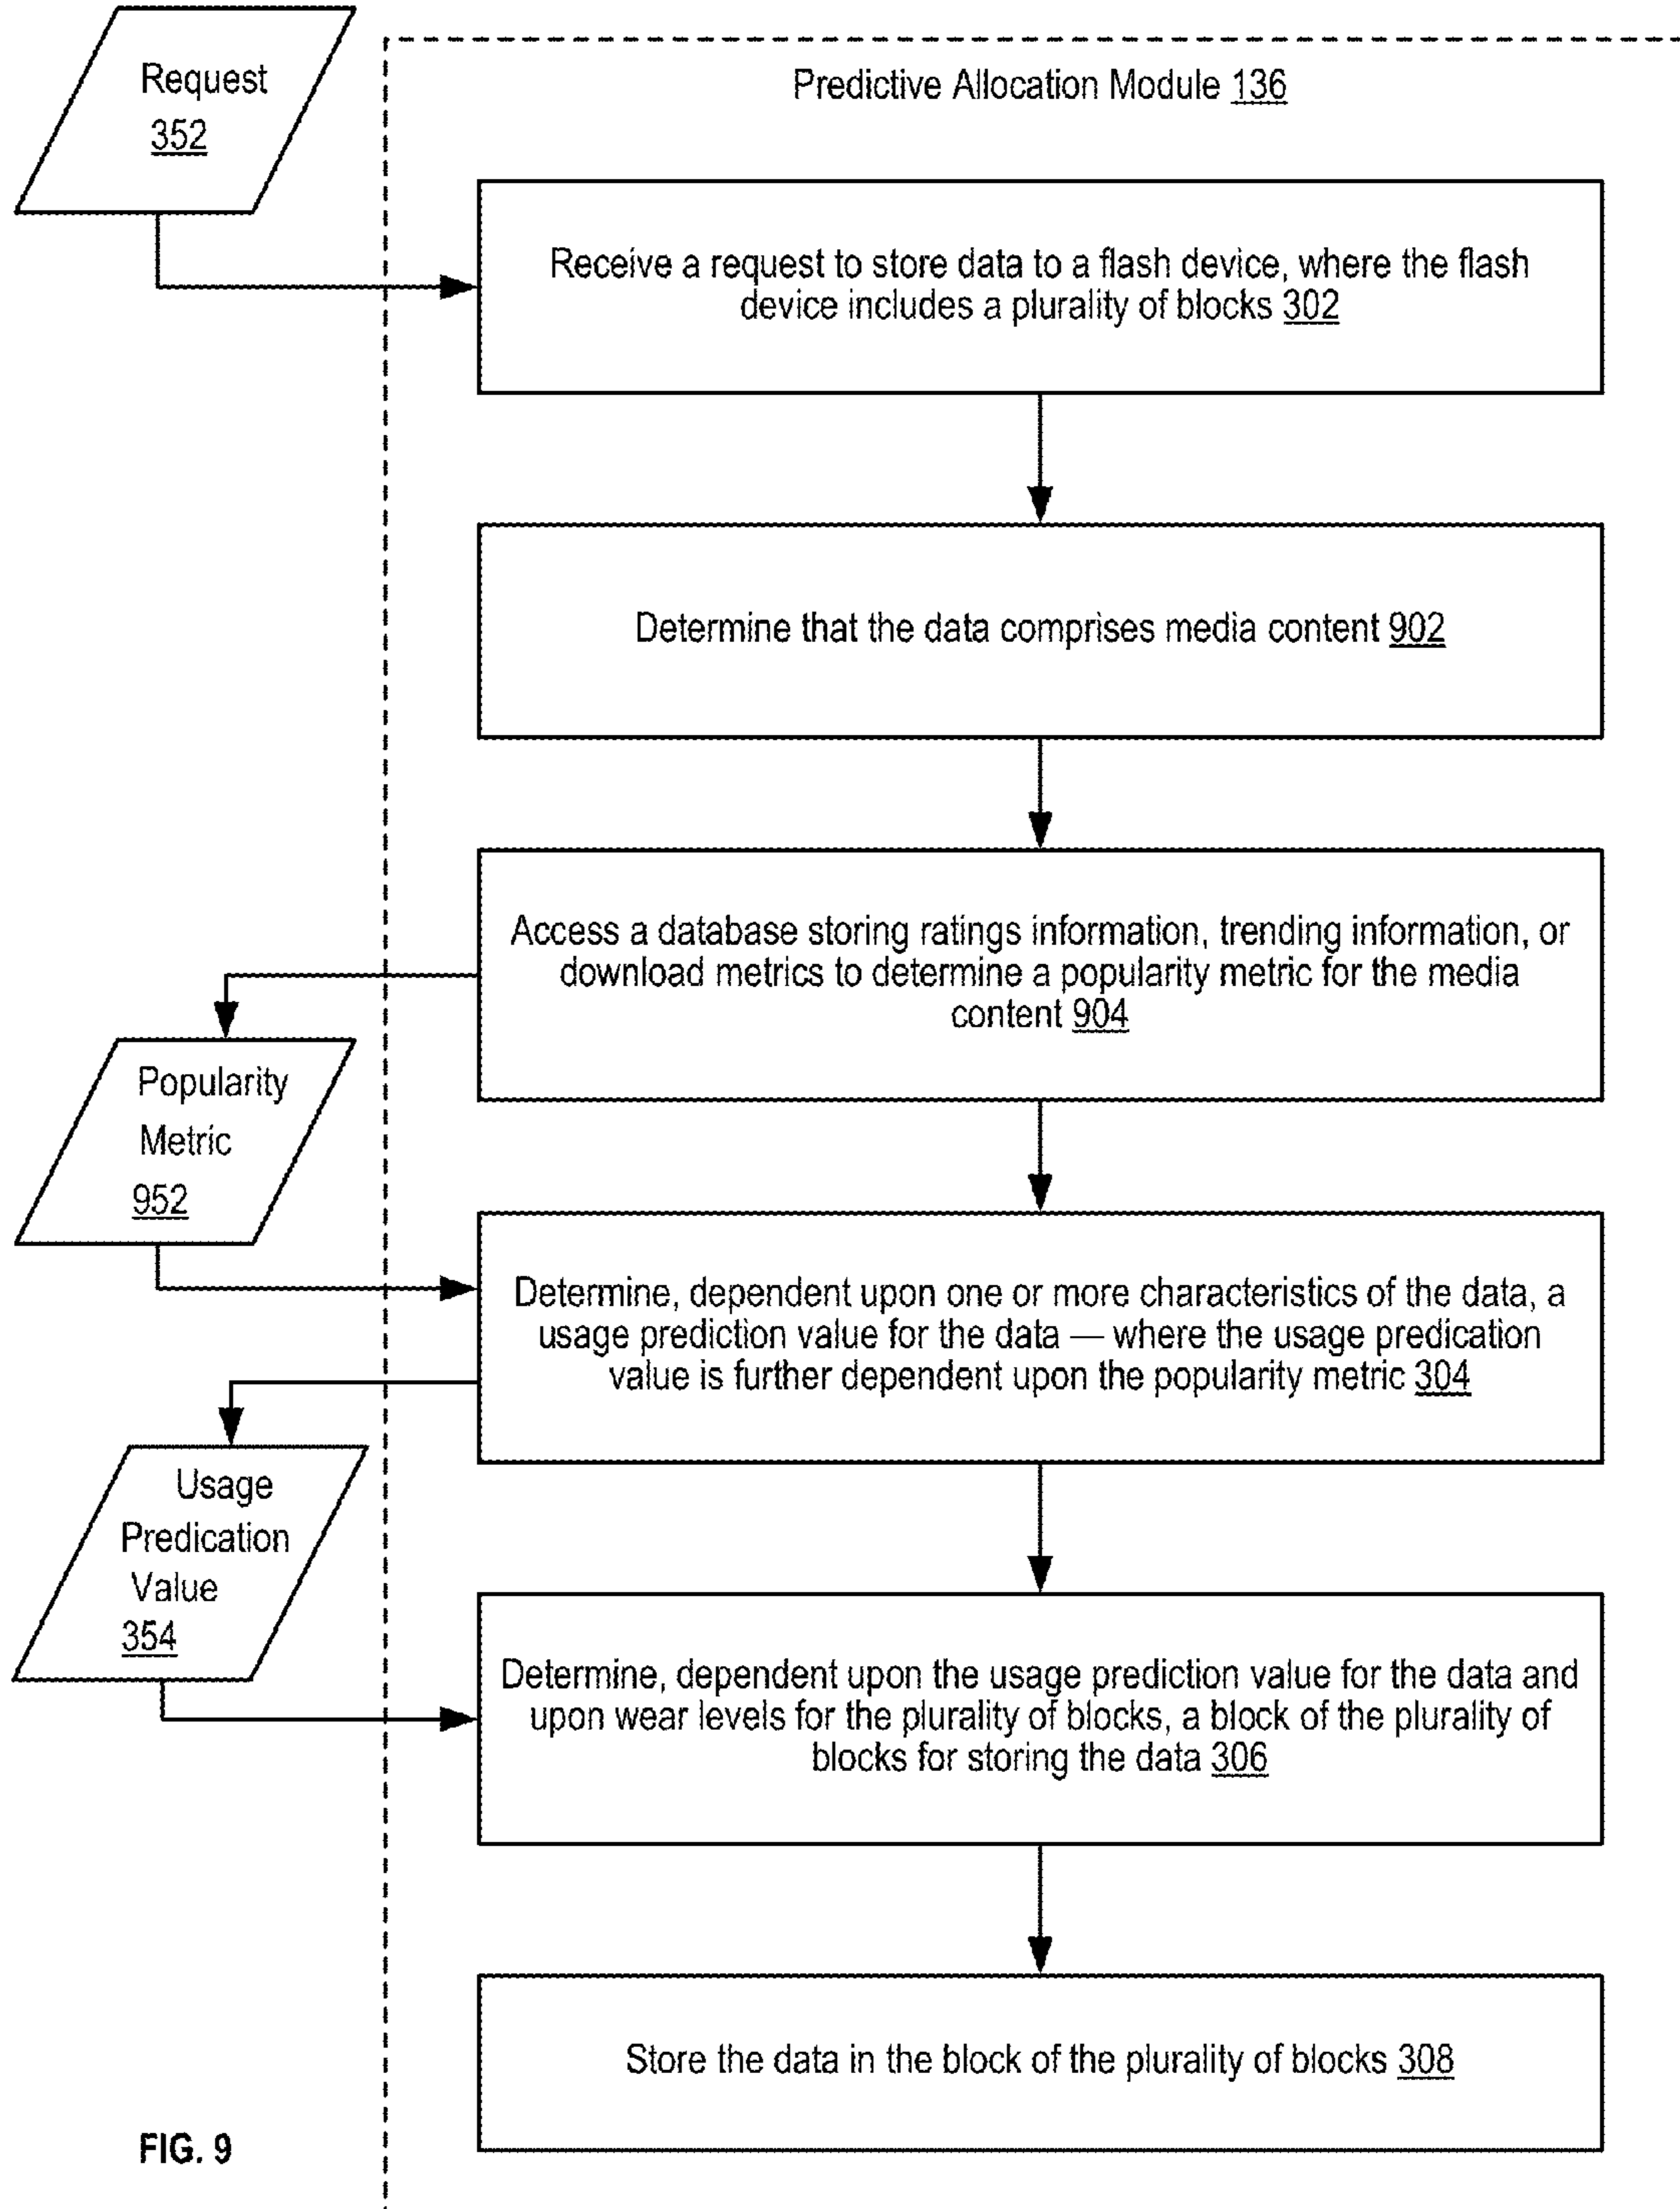 Request
352
Predictive Allocation Module 136
Receive a request to store data to a flash device, where the flash
device includes a plurality of blocks 302
Determine that the data comprises media content 902
Access a database storing ratings information, trending information, or
download metrics to determine a popularity metric for the media
content 904
Popularity
Metric
952
Determine, dependent upon one or more characteristics of the data, a
usage prediction value for the data — where the usage predication
value is further dependent upon the popularity metric 304
Usage
Predication
Value
354
Determine, dependent upon the usage prediction value for the data and
upon wear levels for the plurality of blocks, a block of the plurality of
blocks for storing the data 306
Store the data in the block of the plurality of blocks 308
FIG. 9